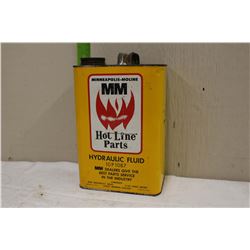 MINNEAPOLIS-MOLINE
MM
Hot Line
Parts
HYDRAULIC FLUID
MM DEALERS GIVE THE
BEST PARTS SERVICE
IN THE INDUSTRY